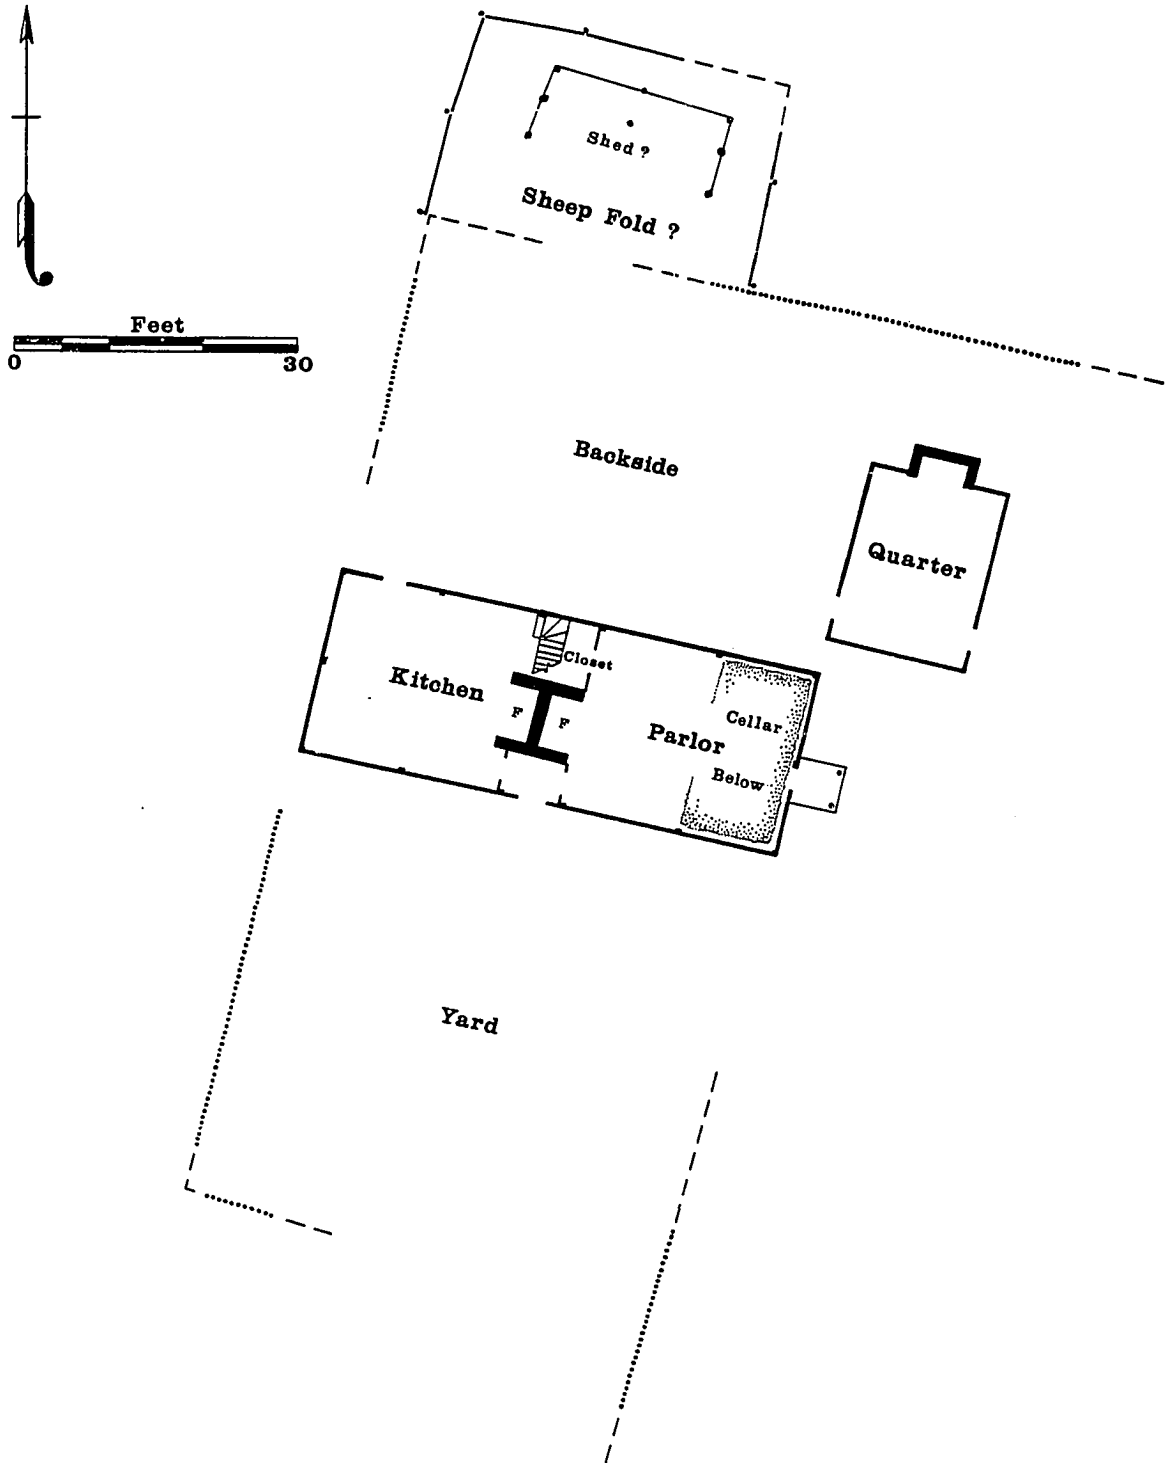 Shed ?
Sheep Fold ?
Feet
0 30
Backside
Quarter
Closet
Kitchen
F F
Cellar
Parlor
Below
Yard